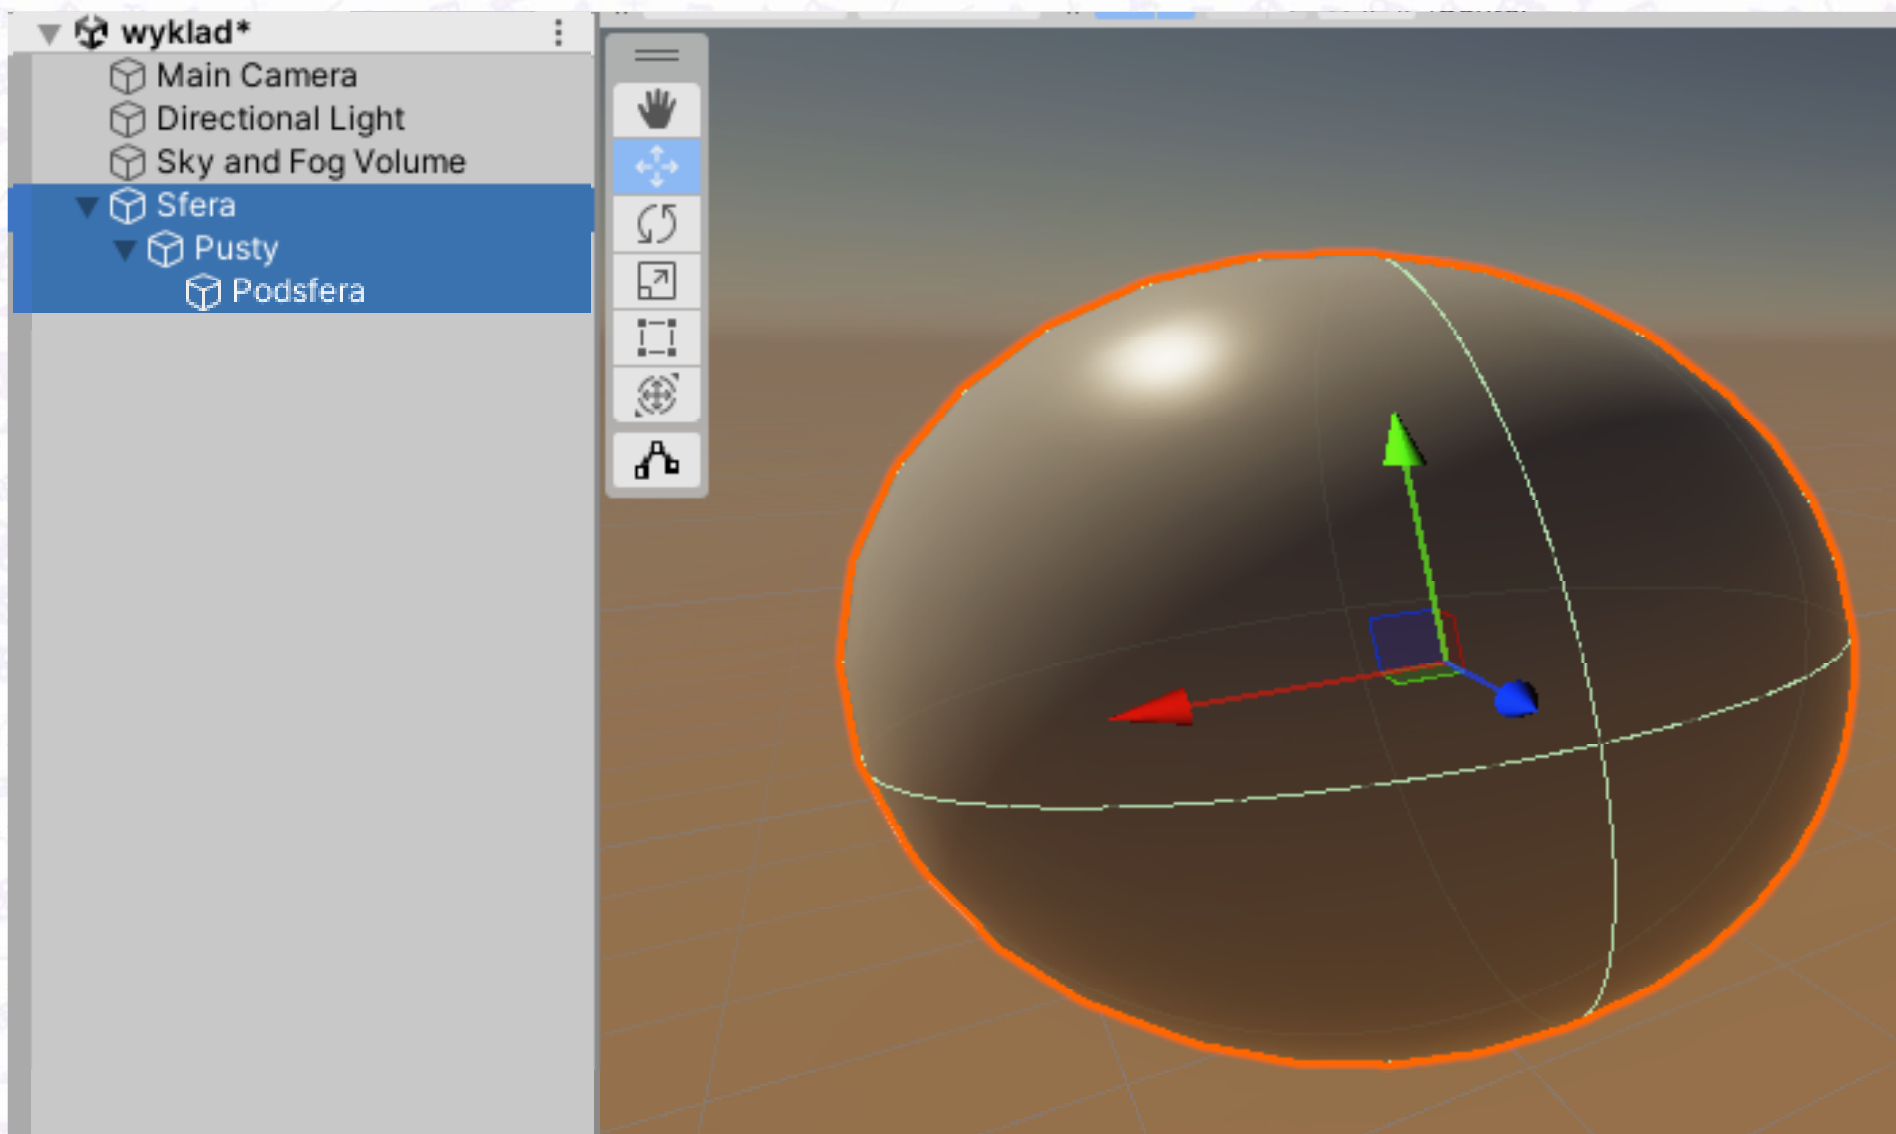 wyklad*
Main Camera
Directional Light
Sky and Fog Volume
Sfera
Pusty
Podsfera